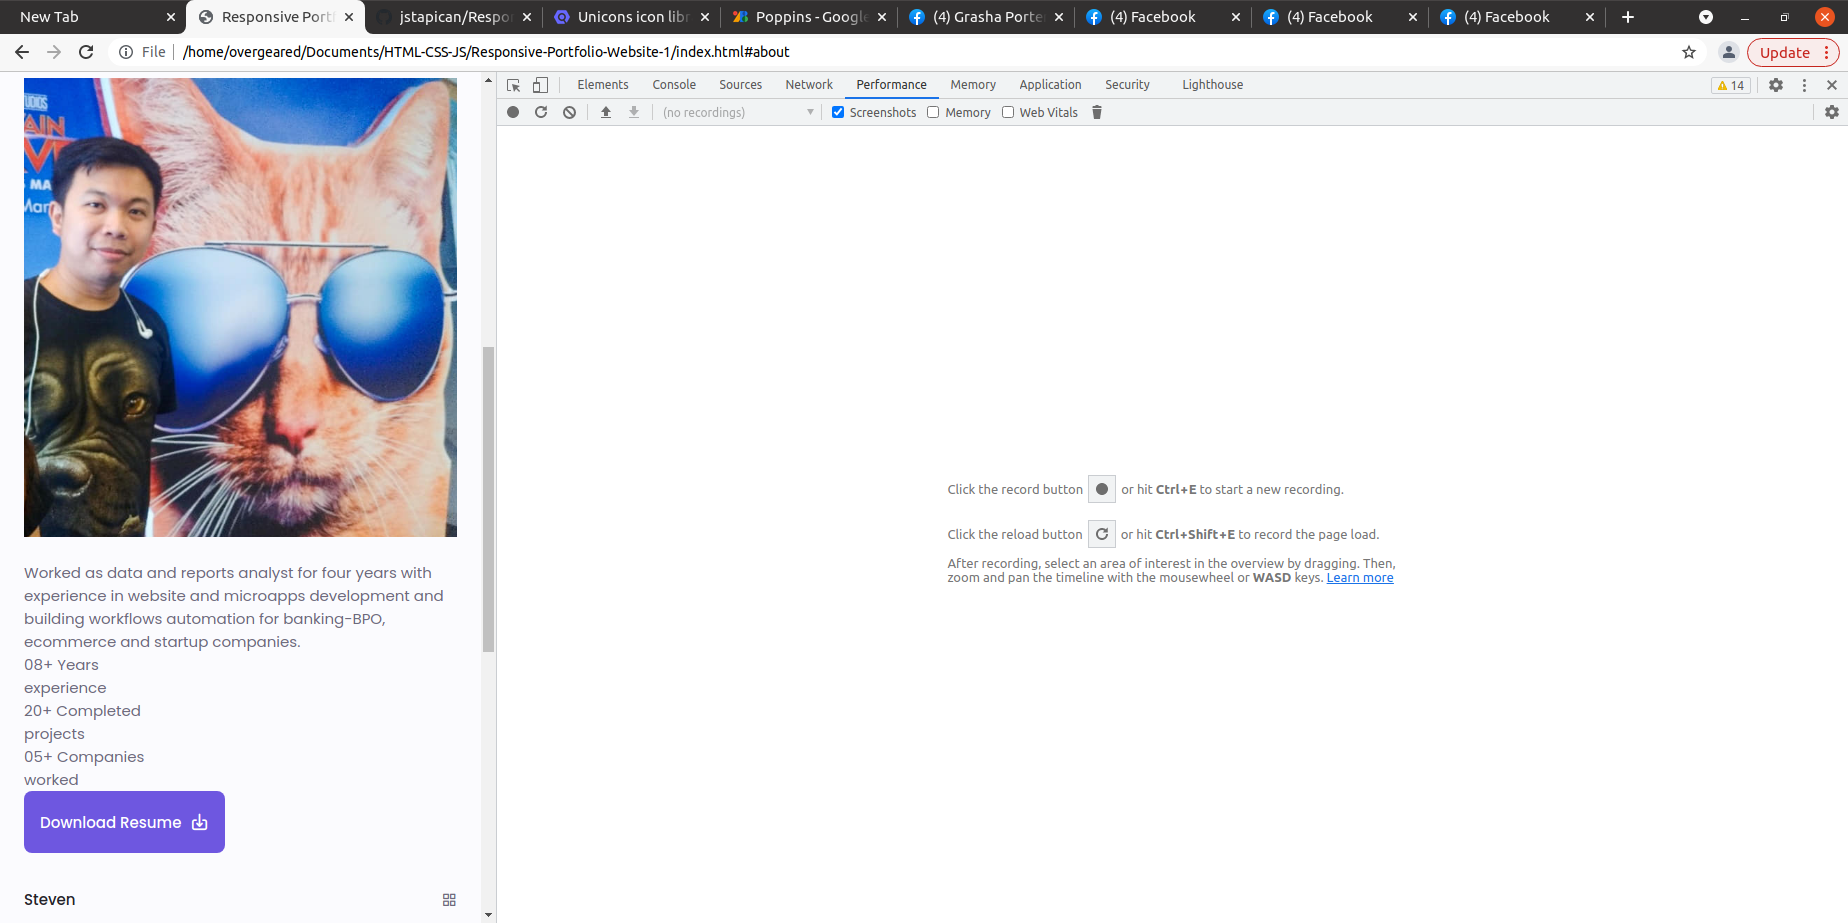 New Tab
Responsive Portf
jstapican/Respon
Unicons icon libr
Poppins - Google
(4) Grasha Porte
(4) Facebook
(4) Facebook
(4) Facebook
File
/home/overgeared/Documents/HTML-CSS-JS/Responsive-Portfolio-Website-1/index.html#about
Update
Elements Console Sources Network Performance Memory Application Security Lighthouse
14
(no recordings)
Screenshots
Memory
Web Vitals
TUDIOS
AIN
MA
Mar
Click the record button or hit Ctrl+E to start a new recording.
Click the reload button or hit Ctrl+Shift+E to record the page load.
After recording, select an area of interest in the overview by dragging. Then,
zoom and pan the timeline with the mousewheel or WASD keys. Learn more
Worked as data and reports analyst for four years with
experience in website and microapps development and
building workflows automation for banking-BPO,
ecommerce and startup companies.
08+ Years
experience
20+ Completed
projects
05+ Companies
worked
Download Resume
Steven